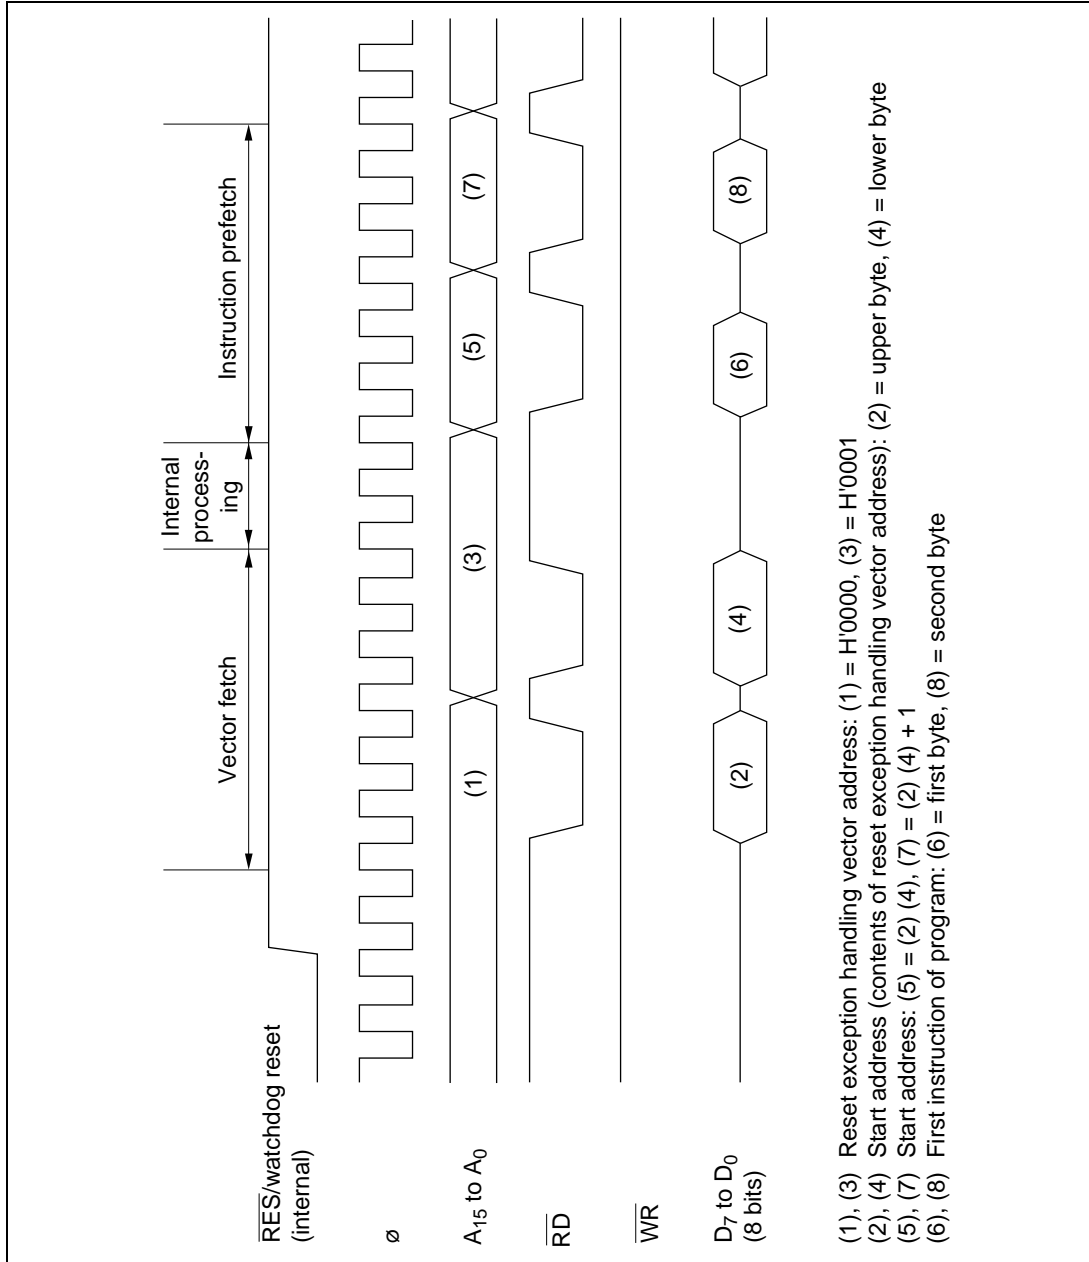 Vector fetch
Internal
process-
ing
Instruction prefetch
RES/watchdog reset
(internal)
ø
A15 to A0
(1)
(3)
(5)
(7)
RD
WR
D7 to D0
(8 bits)
(2)
(4)
(6)
(8)
(1), (3) Reset exception handling vector address: (1) = H'0000, (3) = H'0001
(2), (4) Start address (contents of reset exception handling vector address): (2) = upper byte, (4) = lower byte
(5), (7) Start address: (5) = (2) (4), (7) = (2) (4) + 1
(6), (8) First instruction of program: (6) = first byte, (8) = second byte